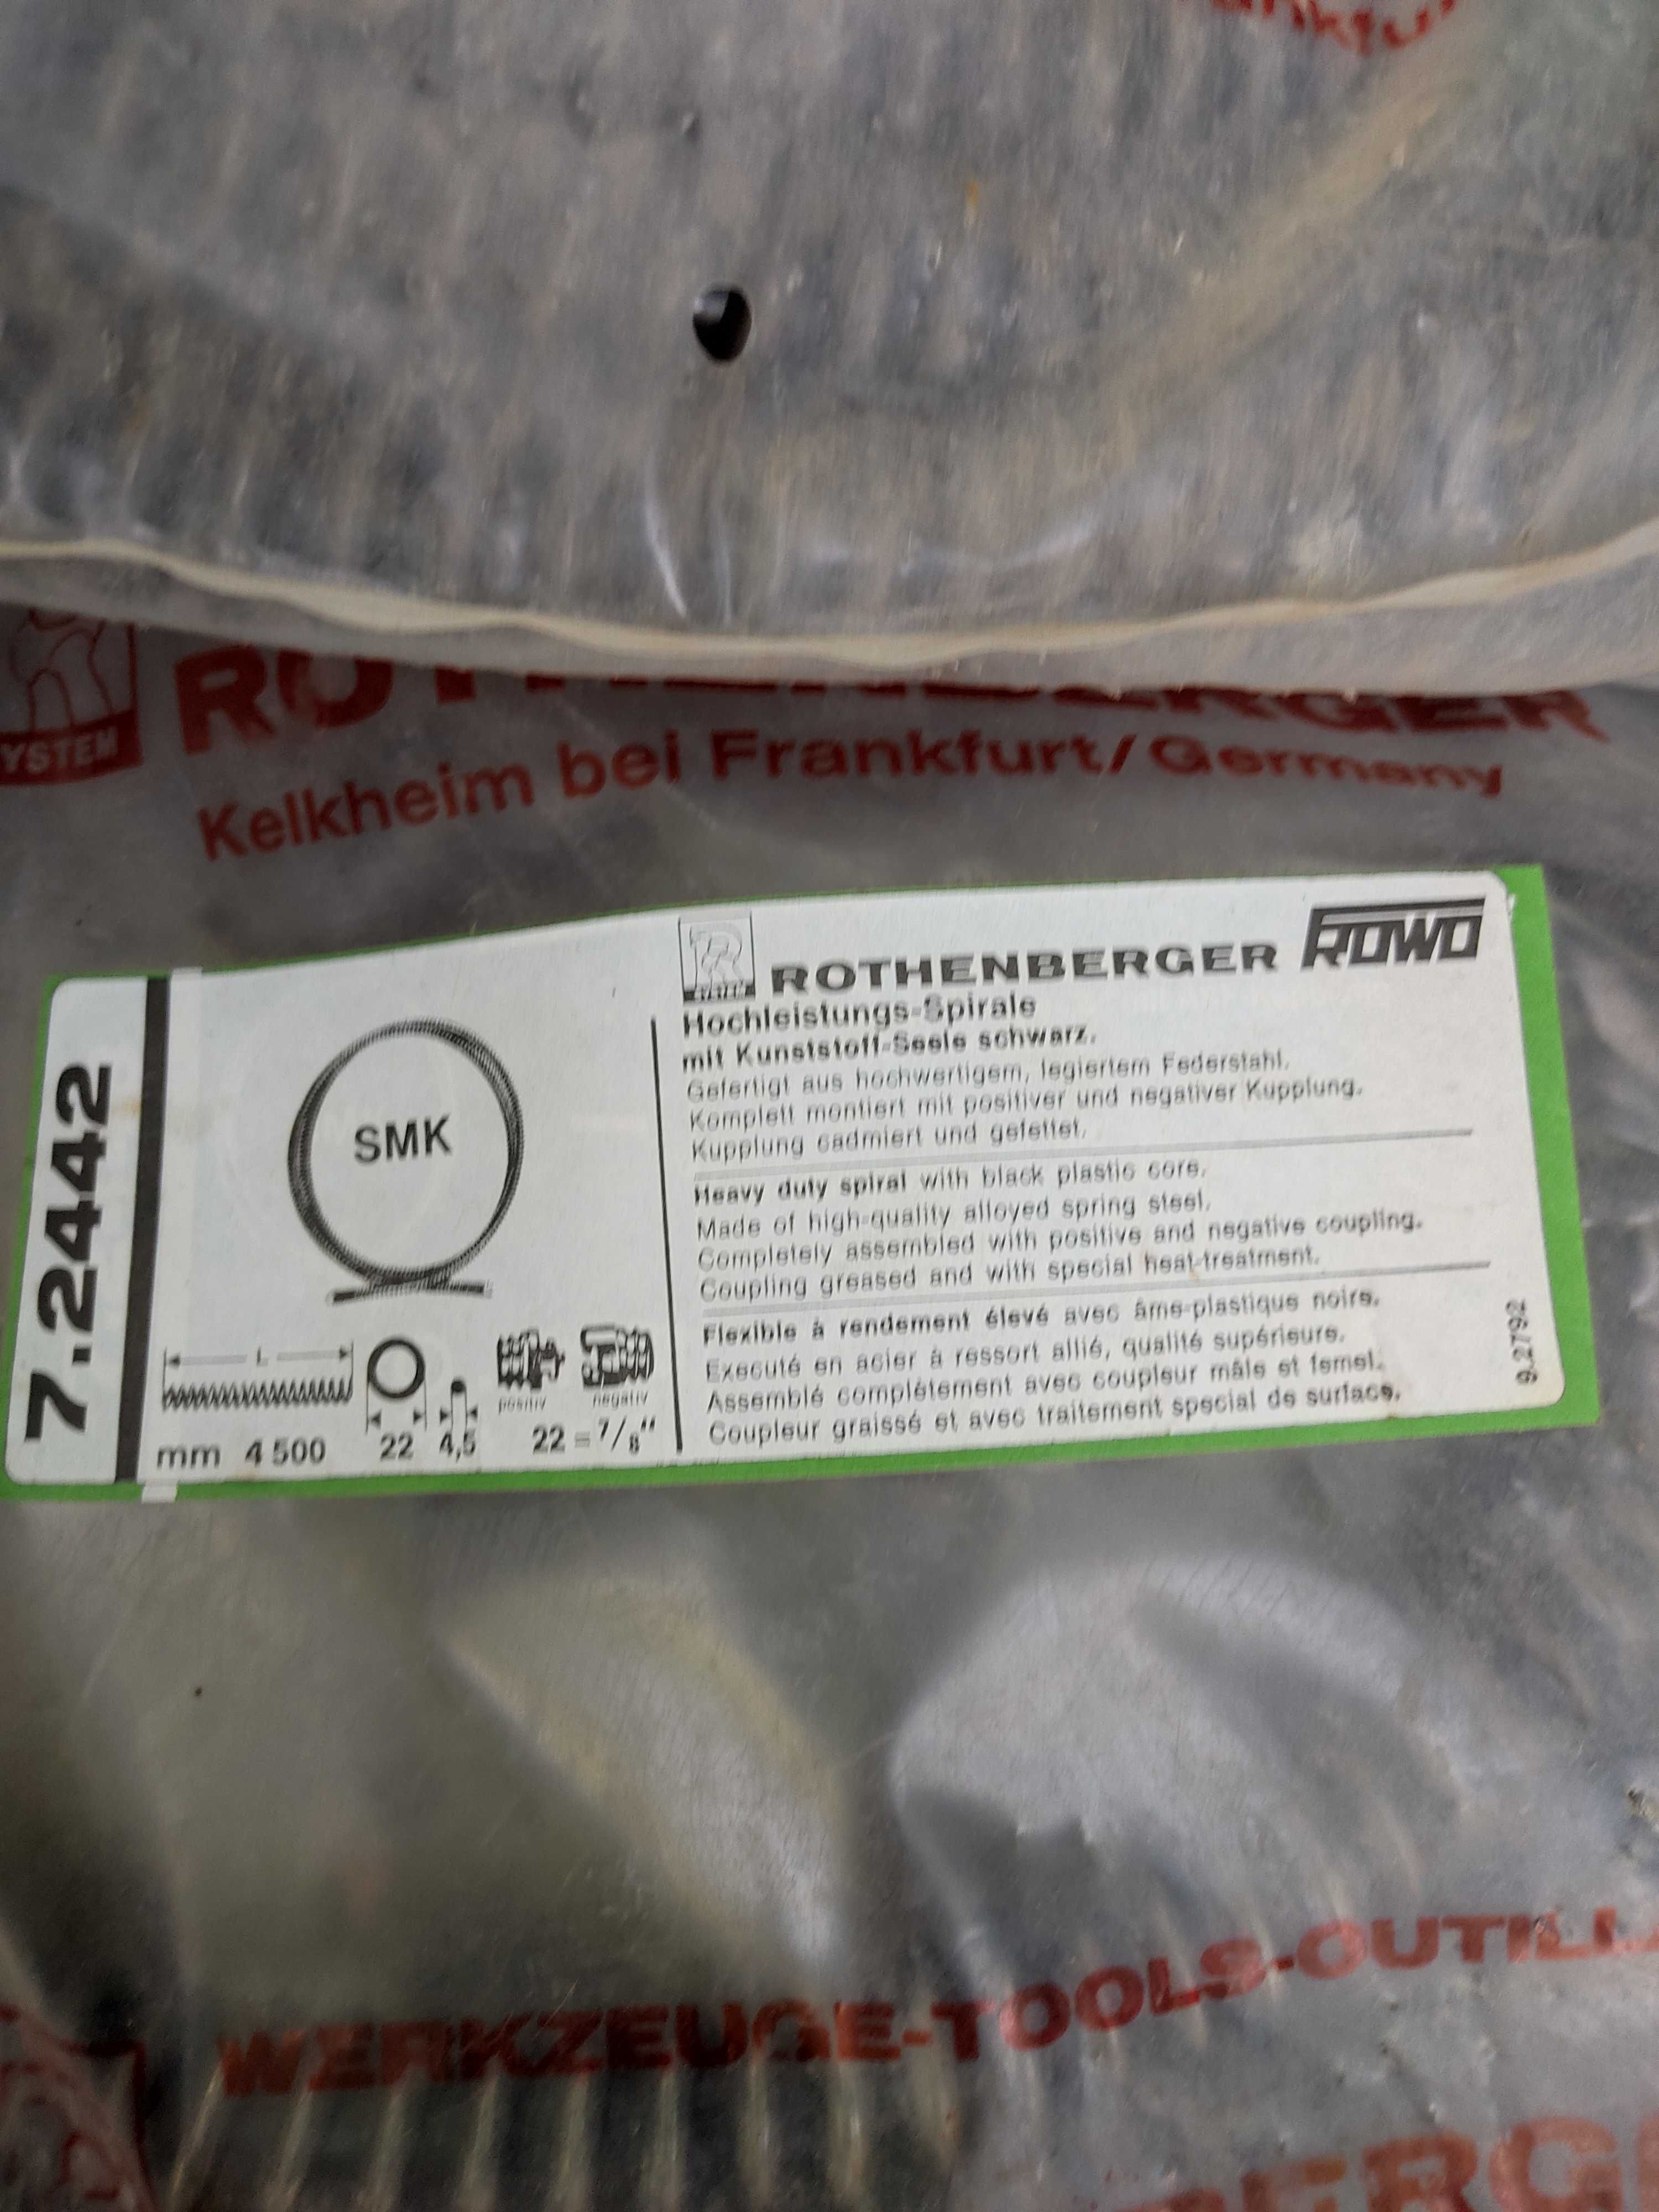 YSTEM
ROTHENBERGER
Kelkheim bei Frankfurt/Germany
7.2442
SMK
L
positiv negativ
mm 4 500 22 4,5 22 = 7/8"
ROTHENBERGER ROWO
Hochleistungs-Spirale
mit Kunststoff-Seele schwarz.
Gefertigt aus hochwertigem, legiertem Federstahl.
Komplett montiert mit positiver und negativer Kupplung.
Kupplung cadmiert und gefettet.
Heavy duty spiral with black plastic core.
Made of high-quality alloyed spring steel.
Completely assembled with positive and negative coupling.
Coupling greased and with special heat-treatment.
Flexible à rendement élevé avec âme-plastique noire.
Executé en acier à ressort allié, qualité supérieure.
Assemblé complètement avec coupleur mâle et femel.
Coupleur graissé et avec traitement special de surface.
9.2792
WERKZEUGE-TOOLS-OUTILL
BERG